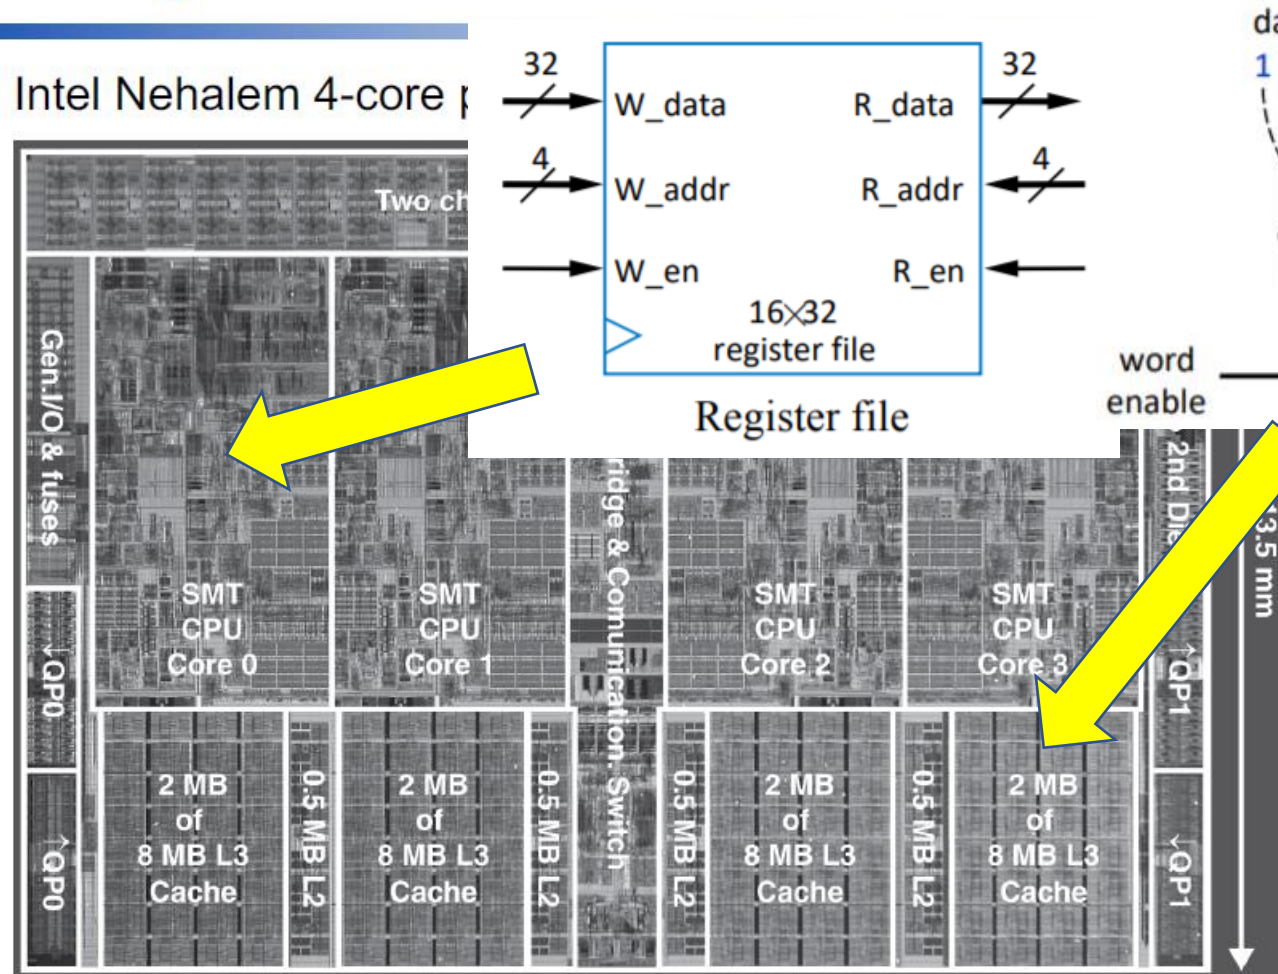 Intel Nehalem 4-core
32
32
W_data
R_data
4
4
W_addr
R_addr
W_en
R_en
16×32
register file
Register file
1
word
enable
Two
Gen.I/O & fuses
↓QP0
↑QP0
SMT
CPU
Core 0
SMT
CPU
Core 1
ridge & Comunication. Switch
SMT
CPU
Core 2
SMT
CPU
Core 3
2nd
↑QP1
↓QP1
3.5 mm
2 MB
of
8 MB L3
Cache
0.5 MB L2
2 MB
of
8 MB L3
Cache
0.5 MB L2
0.5 MB L2
2 MB
of
8 MB L3
Cache
0.5 MB L2
2 MB
of
8 MB L3
Cache